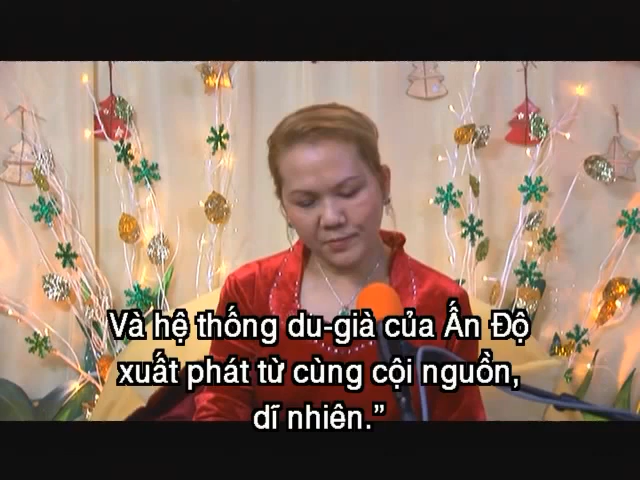 Và hệ thống du-già của Ấn Độ
xuất phát từ cùng cội nguồn,
dĩ nhiên.”